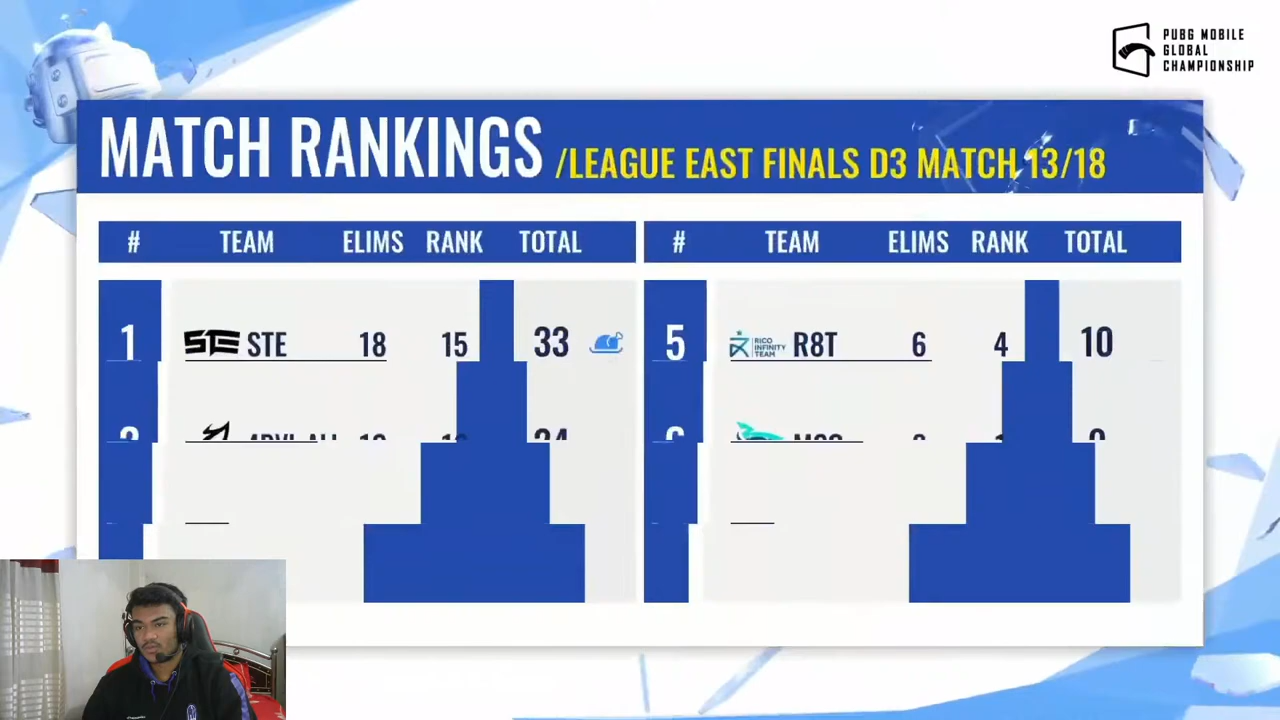 PUBG MOBILE
GLOBAL
CHAMPIONSHIP
MATCH RANKINGS /LEAGUE EAST FINALS D3 MATCH 13/18
# TEAM ELIMS RANK TOTAL # TEAM ELIMS RANK TOTAL
1 STE STE 18 15 33 5 RICO INFINITY TEAM R8T 6 4 10